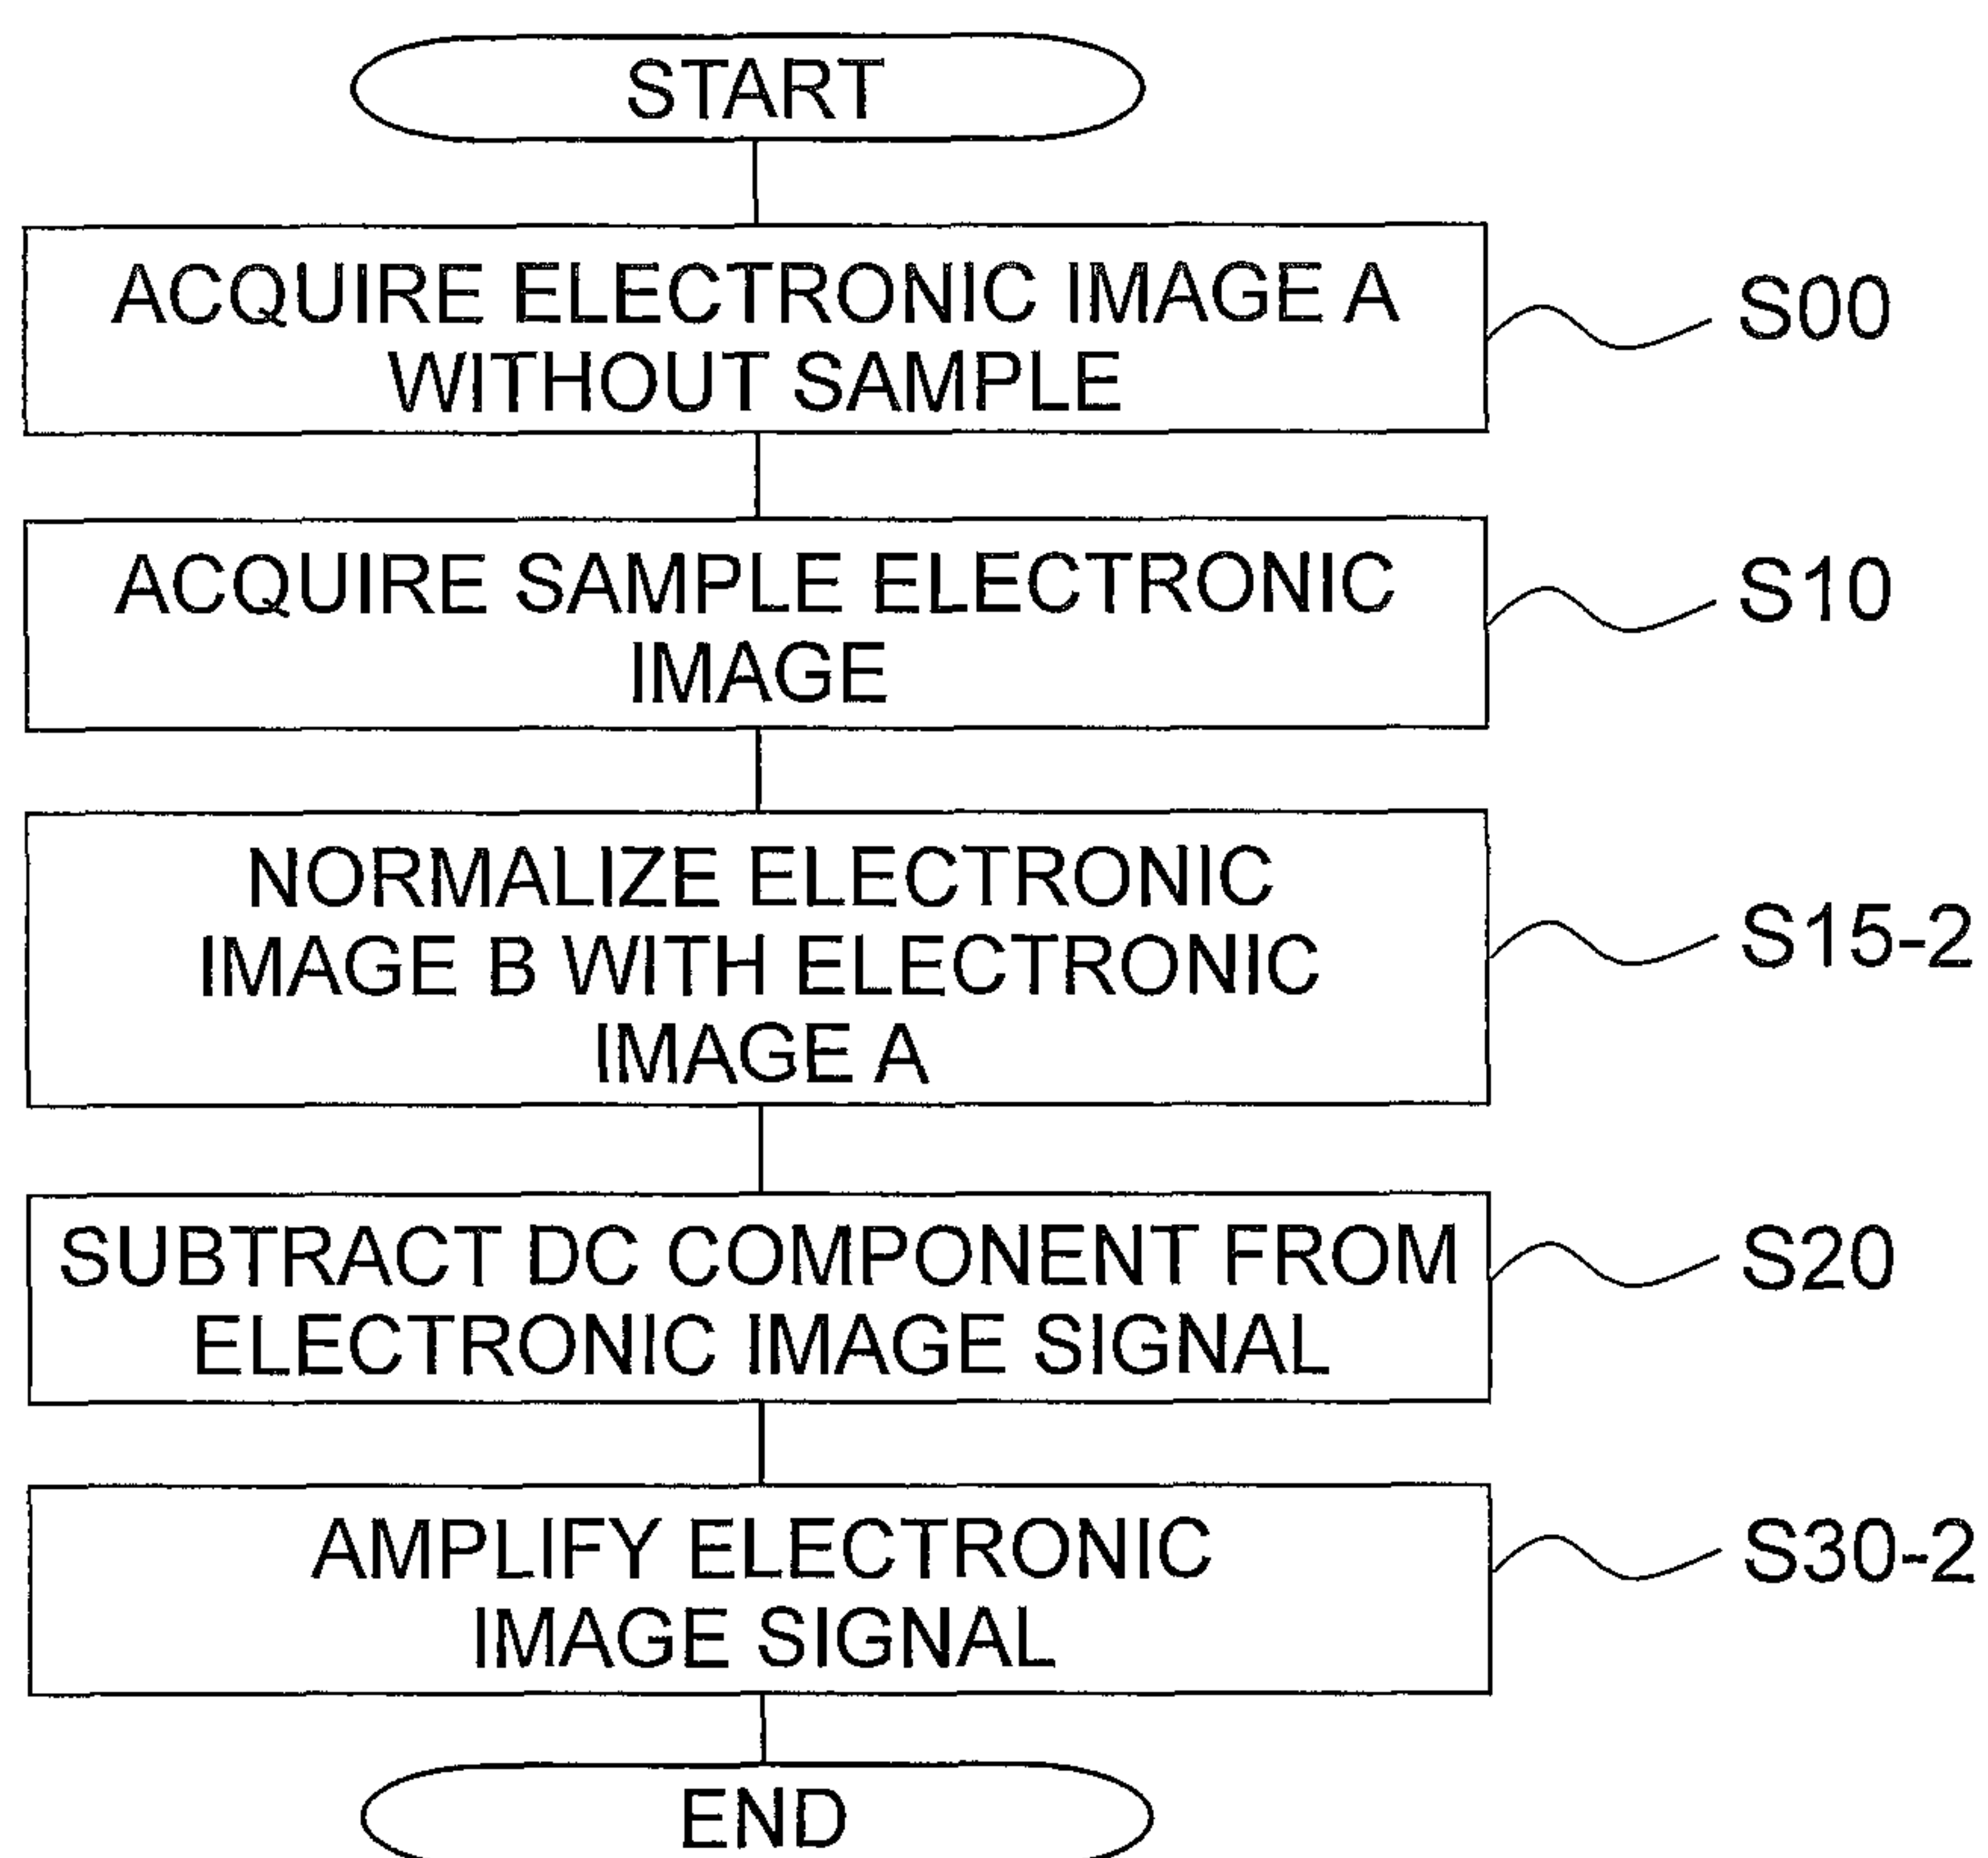 START
ACQUIRE ELECTRONIC IMAGE A
WITHOUT SAMPLE
S00
ACQUIRE SAMPLE ELECTRONIC
IMAGE
S10
NORMALIZE ELECTRONIC
IMAGE B WITH ELECTRONIC
IMAGE A
S15-2
SUBTRACT DC COMPONENT FROM
ELECTRONIC IMAGE SIGNAL
S20
AMPLIFY ELECTRONIC
IMAGE SIGNAL
S30-2
END